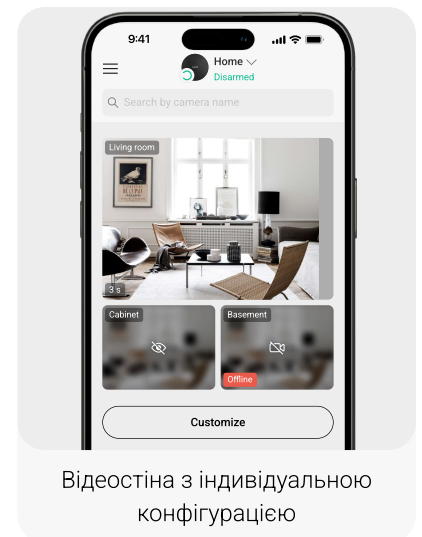 9:41
Home
Disarmed
Search by camera name
Living room
3 s
Cabinet
Basement
Offline
Customize
Відеостіна з індивідуальною
конфігурацією